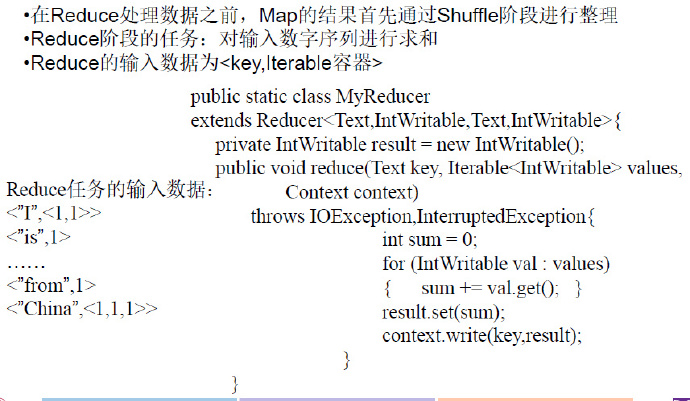 •在Reduce处理数据之前，Map的结果首先通过Shuffle阶段进行整理
•Reduce阶段的任务：对输入数字序列进行求和
•Reduce的输入数据为<key,Iterable容器>
public static class MyReducer
extends Reducer<Text,IntWritable,Text,IntWritable>{
private IntWritable result = new IntWritable();
public void reduce(Text key, Iterable<IntWritable> values,
Context context)
throws IOException,InterruptedException{
int sum = 0;
for (IntWritable val : values)
{ sum += val.get(); }
result.set(sum);
context.write(key,result);
}
}
Reduce任务的输入数据：
<”I”,<1,1>>
<”is”,1>
……
<”from”,1>
<”China”,<1,1,1>>